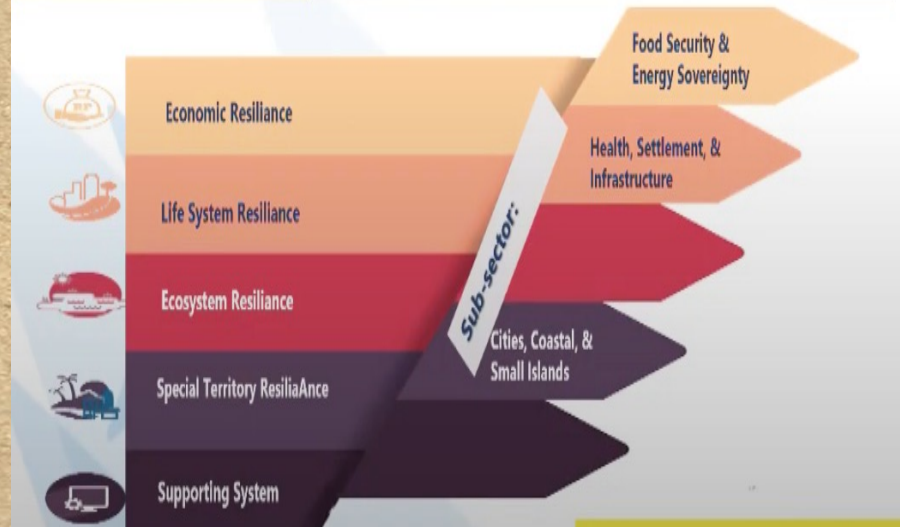 Economic Resiliance
Life System Resiliance
Ecosystem Resiliance
Special Territory ResiliaAnce
Supporting System
Sub-sector:
Food Security &
Energy Sovereignty
Health, Settlement, &
Infrastructure
Cities, Coastal, &
Small Islands